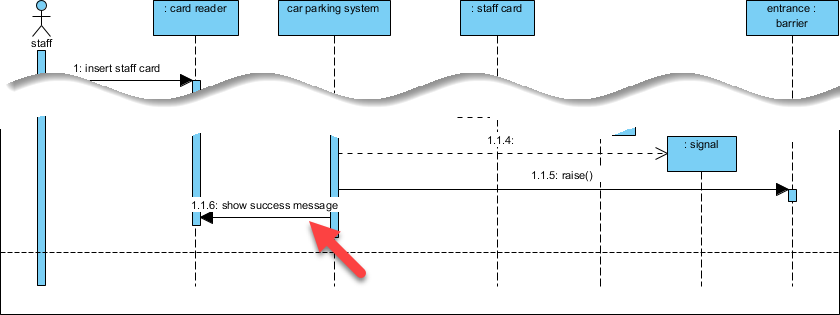 : card reader
car parking system
: staff card
entrance :
barrier
staff
1: insert staff card
1.1.4:
: signal
1.1.5: raise()
1.1.6: show success message